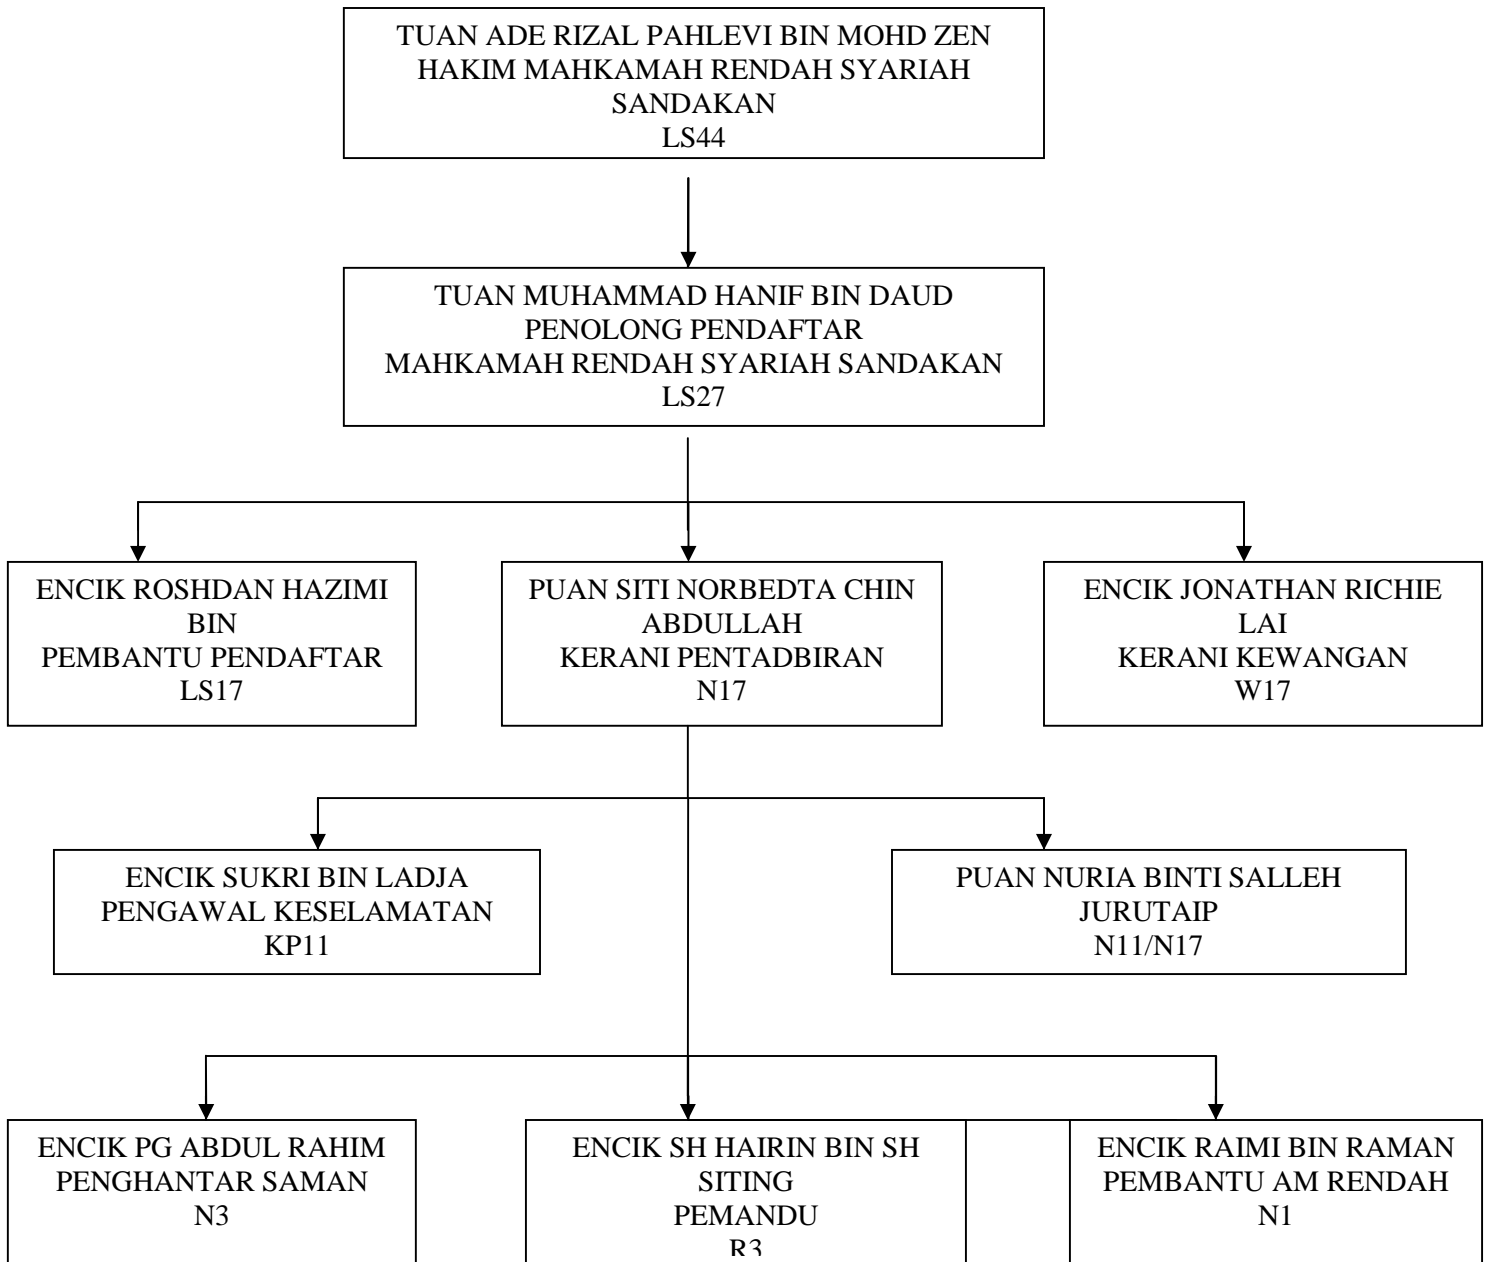 TUAN ADE RIZAL PAHLEVI BIN MOHD ZEN
HAKIM MAHKAMAH RENDAH SYARIAH
SANDAKAN
LS44
TUAN MUHAMMAD HANIF BIN DAUD
PENOLONG PENDAFTAR
MAHKAMAH RENDAH SYARIAH SANDAKAN
LS27
ENCIK ROSHDAN HAZIMI
BIN
PEMBANTU PENDAFTAR
LS17
PUAN SITI NORBEDTA CHIN
ABDULLAH
KERANI PENTADBIRAN
N17
ENCIK JONATHAN RICHIE
LAI
KERANI KEWANGAN
W17
ENCIK SUKRI BIN LADJA
PENGAWAL KESELAMATAN
KP11
PUAN NURIA BINTI SALLEH
JURUTAIP
N11/N17
ENCIK PG ABDUL RAHIM
PENGHANTAR SAMAN
N3
ENCIK SH HAIRIN BIN SH
SITING
PEMANDU
R3
ENCIK RAIMI BIN RAMAN
PEMBANTU AM RENDAH
N1